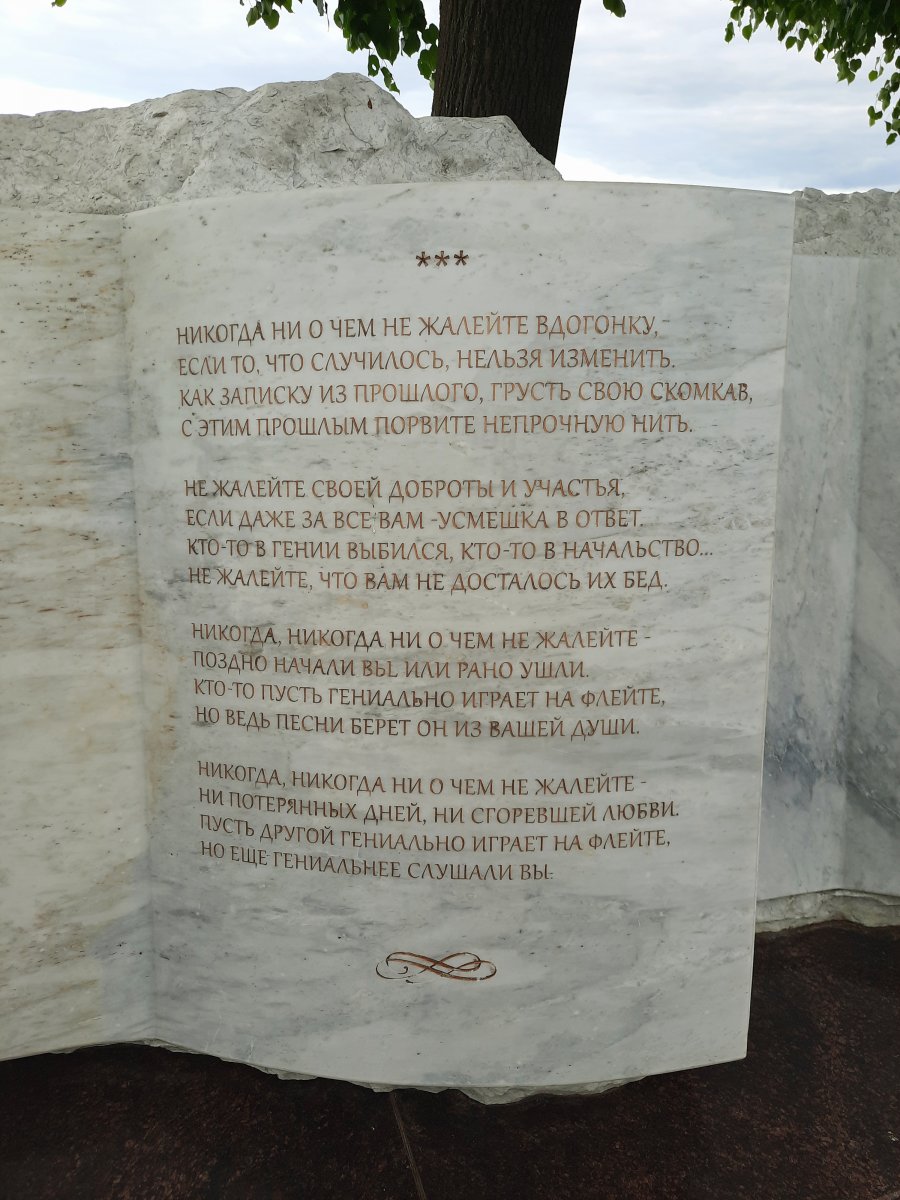 ***
НИКОГДА НИ О ЧЕМ НЕ ЖАЛЕЙТЕ ВДОГОНКУ,
ЕСЛИ ТО, ЧТО СЛУЧИЛОСЬ, НЕЛЬЗЯ ИЗМЕНИТЬ.
КАК ЗАПИСКУ ИЗ ПРОШЛОГО, ГРУСТЬ СВОЮ СКОМКАВ,
С ЭТИМ ПРОШЛЫМ ПОРВИТЕ НЕПРОЧНУЮ НИТЬ.
НЕ ЖАЛЕЙТЕ СВОЕЙ ДОБРОТЫ И УЧАСТЬЯ,
ЕСЛИ ДАЖЕ ЗА ВСЕ ВАМ -УСМЕШКА В ОТВЕТ.
КТО-ТО В ГЕНИИ ВЫБИЛСЯ, КТО-ТО В НАЧАЛЬСТВО...
НЕ ЖАЛЕЙТЕ, ЧТО ВАМ НЕ ДОСТАЛОСЬ ИХ БЕД.
НИКОГДА, НИКОГДА НИ О ЧЕМ НЕ ЖАЛЕЙТЕ -
ПОЗДНО НАЧАЛИ ВЫ ИЛИ РАНО УШЛИ.
КТО-ТО ПУСТЬ ГЕНИАЛЬНО ИГРАЕТ НА ФЛЕЙТЕ,
НО ВЕДЬ ПЕСНИ БЕРЕТ ОН ИЗ ВАШЕЙ ДУШИ.
НИКОГДА, НИКОГДА НИ О ЧЕМ НЕ ЖАЛЕЙТЕ -
НИ ПОТЕРЯННЫХ ДНЕЙ, НИ СГОРЕВШЕЙ ЛЮБВИ.
ПУСТЬ ДРУГОЙ ГЕНИАЛЬНО ИГРАЕТ НА ФЛЕЙТЕ,
НО ЕЩЕ ГЕНИАЛЬНЕЕ СЛУШАЛИ ВЫ.